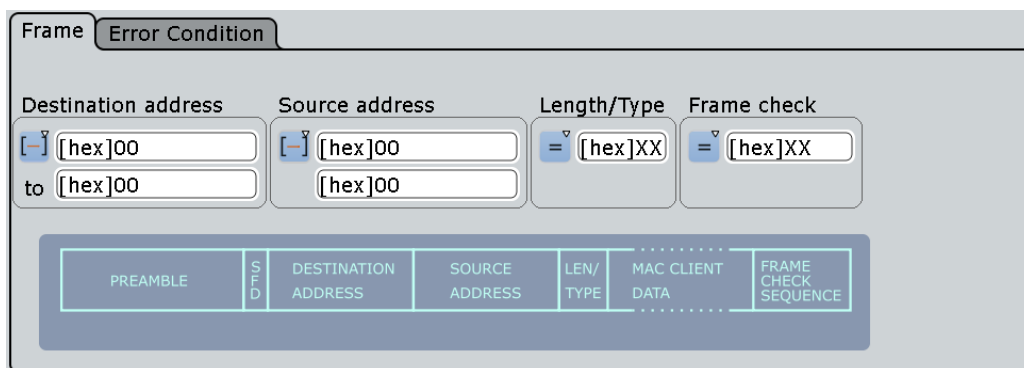 Frame Error Condition
Destination address Source address Length/Type Frame check
[–] [hex]00 [–] [hex]00 = [hex]XX = [hex]XX
to [hex]00 [hex]00
PREAMBLE
SFD
DESTINATION
ADDRESS
SOURCE
ADDRESS
LEN/
TYPE
MAC CLIENT
DATA
FRAME
CHECK
SEQUENCE